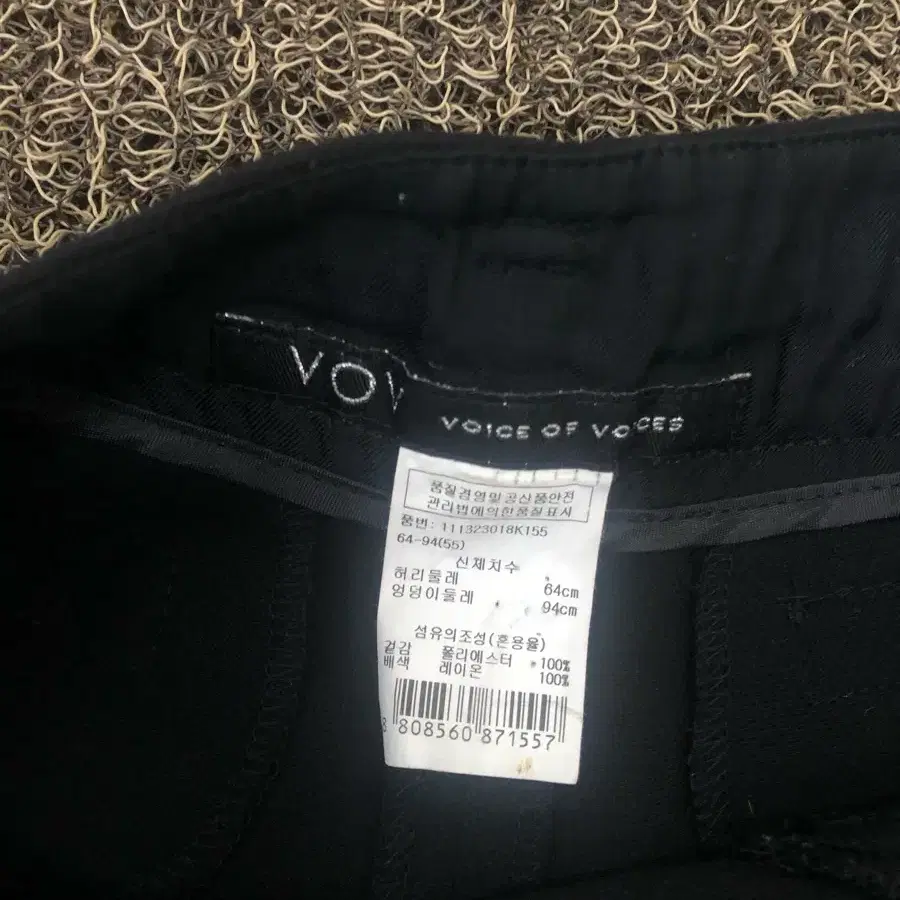 VOV
VOICE OF VOICES
품질경영및공산품안전
관리법에의한품질표시
품번: 111323018K155
64-94(55)
신체치수
허리둘레 64cm
엉덩이둘레 94cm
섬유의조성(혼용율)
겉감 폴리에스터 100%
배색 레이온 100%
8 808560 871557